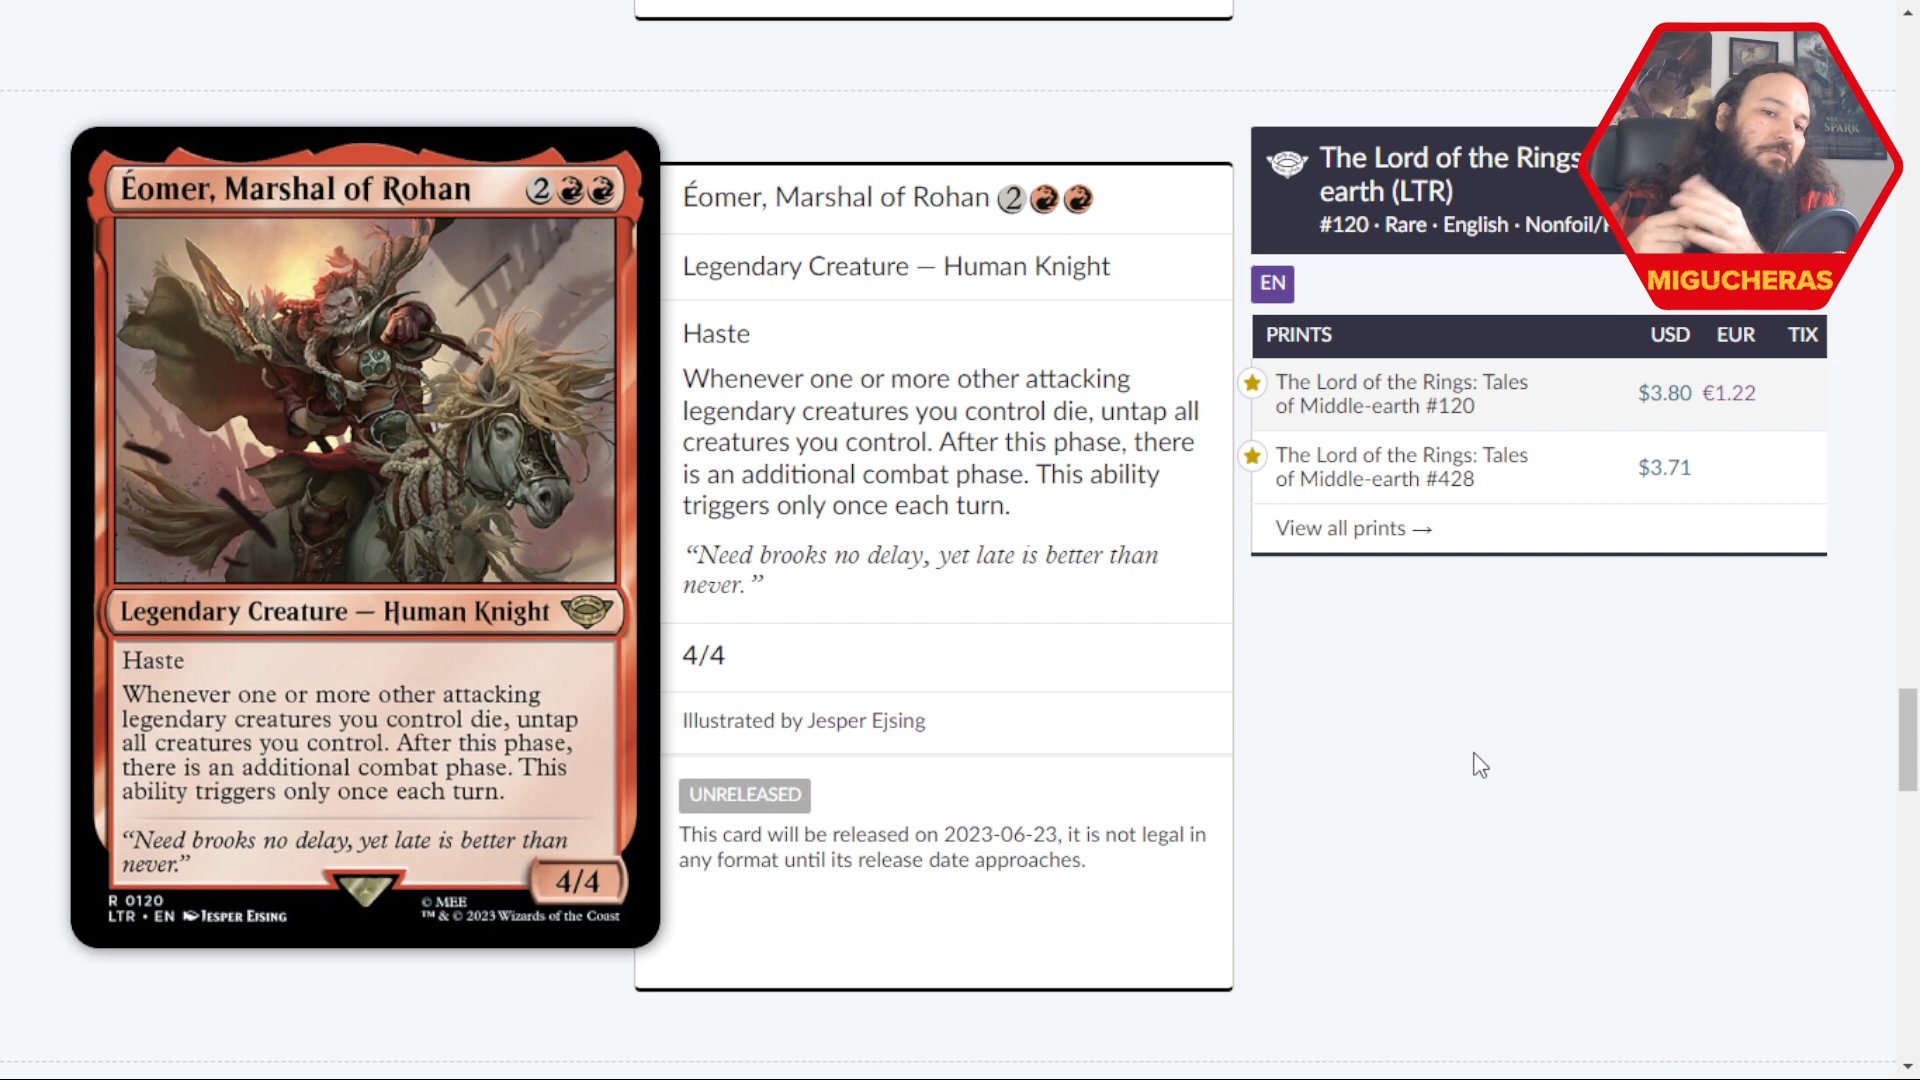 Éomer, Marshal of Rohan 2
Legendary Creature — Human Knight
Haste
Whenever one or more other attacking
legendary creatures you control die, untap
all creatures you control. After this phase,
there is an additional combat phase. This
ability triggers only once each turn.
“Need brooks no delay, yet late is better than
never.”
4/4
R 0120
LTR • EN JESPER EJSING
© MEE
™ & © 2023 Wizards of the Coast
Éomer, Marshal of Rohan 2
Legendary Creature — Human Knight
Haste
Whenever one or more other attacking
legendary creatures you control die, untap all
creatures you control. After this phase, there
is an additional combat phase. This ability
triggers only once each turn.
“Need brooks no delay, yet late is better than
never.”
4/4
Illustrated by Jesper Ejsing
UNRELEASED
This card will be released on 2023-06-23, it is not legal in
any format until its release date approaches.
The Lord of the Rings
earth (LTR)
#120 · Rare · English · Nonfoil/
EN
PRINTS USD EUR TIX
The Lord of the Rings: Tales
of Middle-earth #120 $3.80 €1.22
The Lord of the Rings: Tales
of Middle-earth #428 $3.71
View all prints →
SPARK
MIGUCHERAS